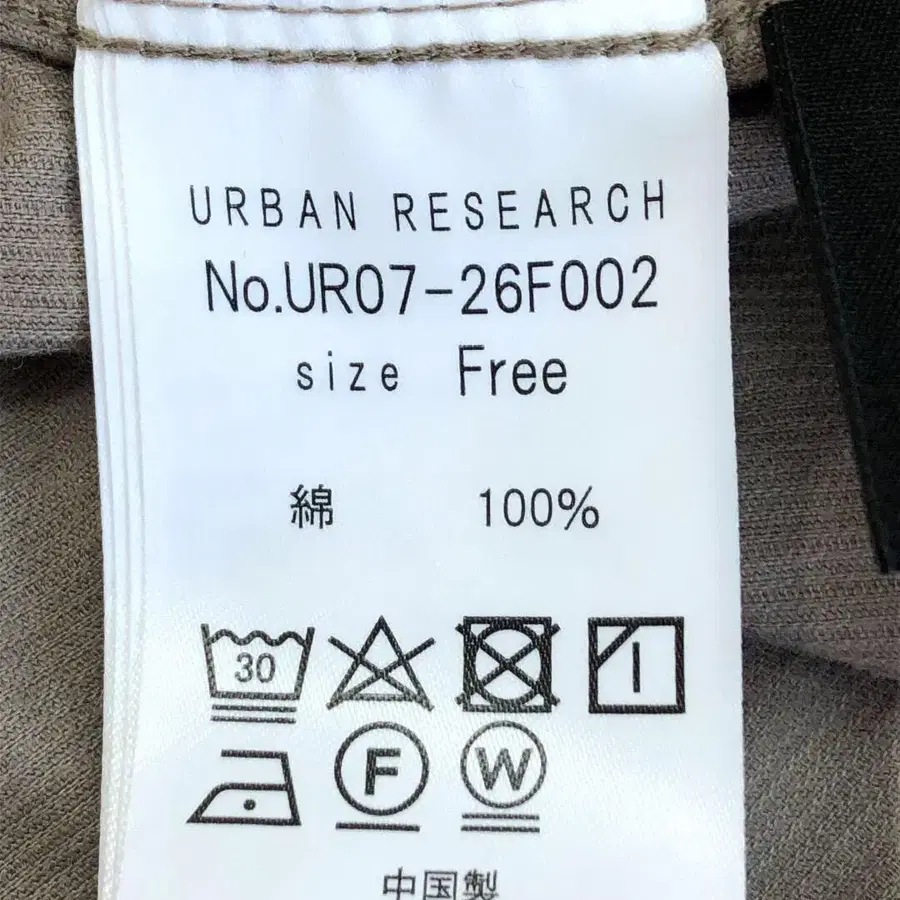 URBAN RESEARCH
No.UR07-26F002
size Free
綿 100%
30
F W
中国製